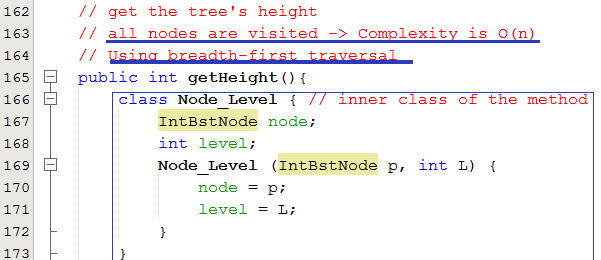 162 // get the tree's height
163 // all nodes are visited -> Complexity is O(n)
164 // Using breadth-first traversal
165 public int getHeight(){
166 class Node_Level { // inner class of the method
167 IntBstNode node;
168 int level;
169 Node_Level (IntBstNode p, int L) {
170 node = p;
171 level = L;
172 }
173 }